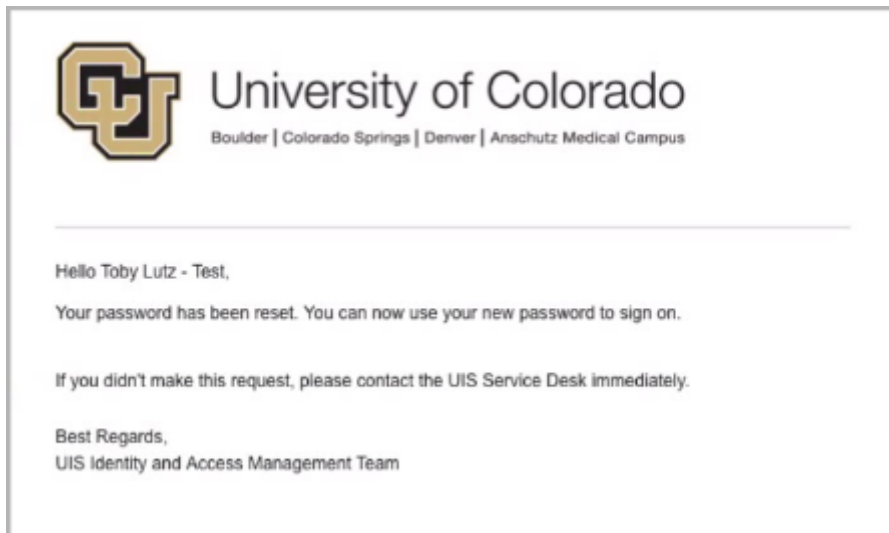 CU
University of Colorado
Boulder | Colorado Springs | Denver | Anschutz Medical Campus
Hello Toby Lutz - Test,
Your password has been reset. You can now use your new password to sign on.
If you didn't make this request, please contact the UIS Service Desk immediately.
Best Regards,
UIS Identity and Access Management Team